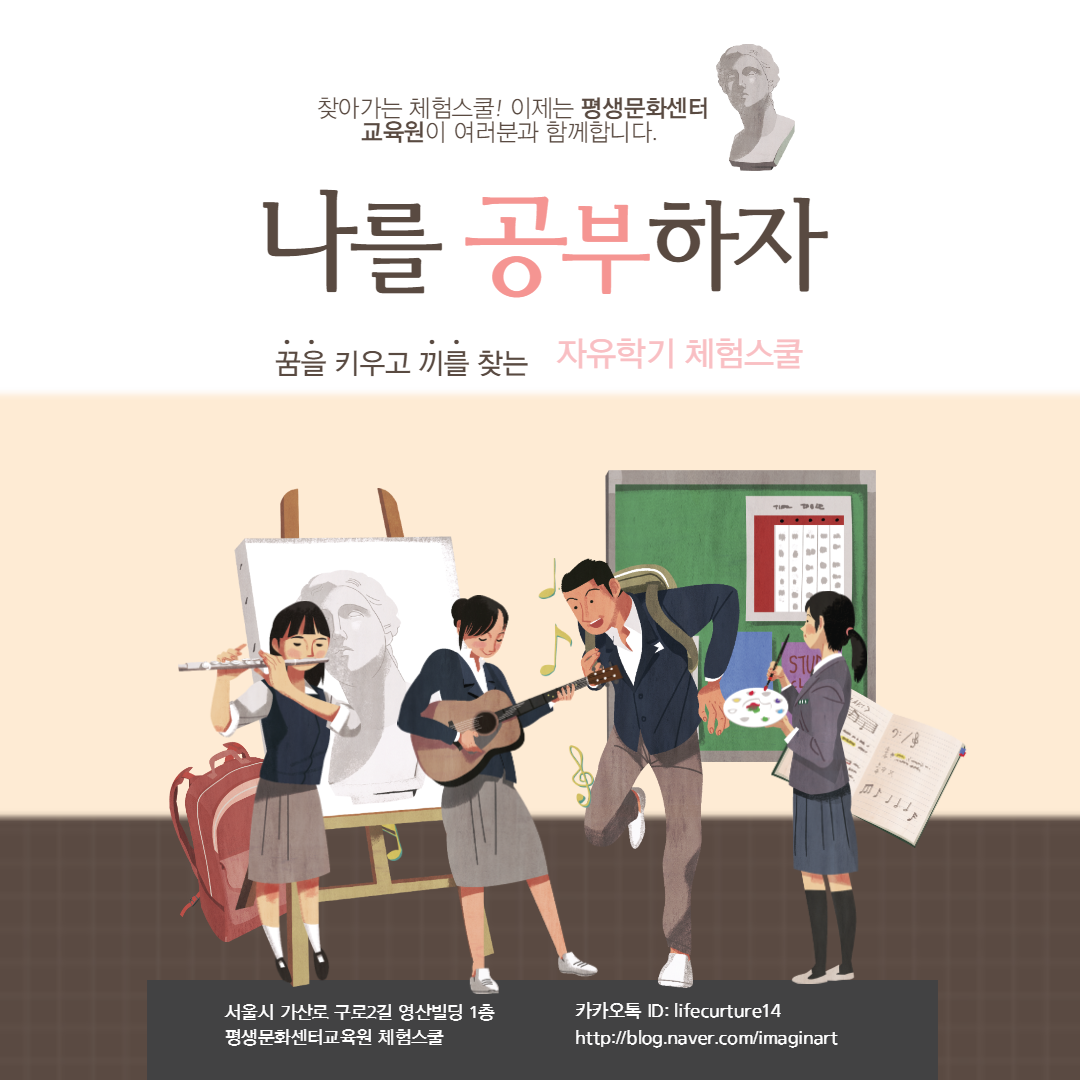 찾아가는 체험스쿨! 이제는 평생문화센터
교육원이 여러분과 함께합니다.
나를 공부하자
꿈을 키우고 끼를 찾는 자유학기 체험스쿨
서울시 가산로 구로2길 영산빌딩 1층
평생문화센터교육원 체험스쿨
카카오톡 ID: lifecurture14
http://blog.naver.com/imaginart